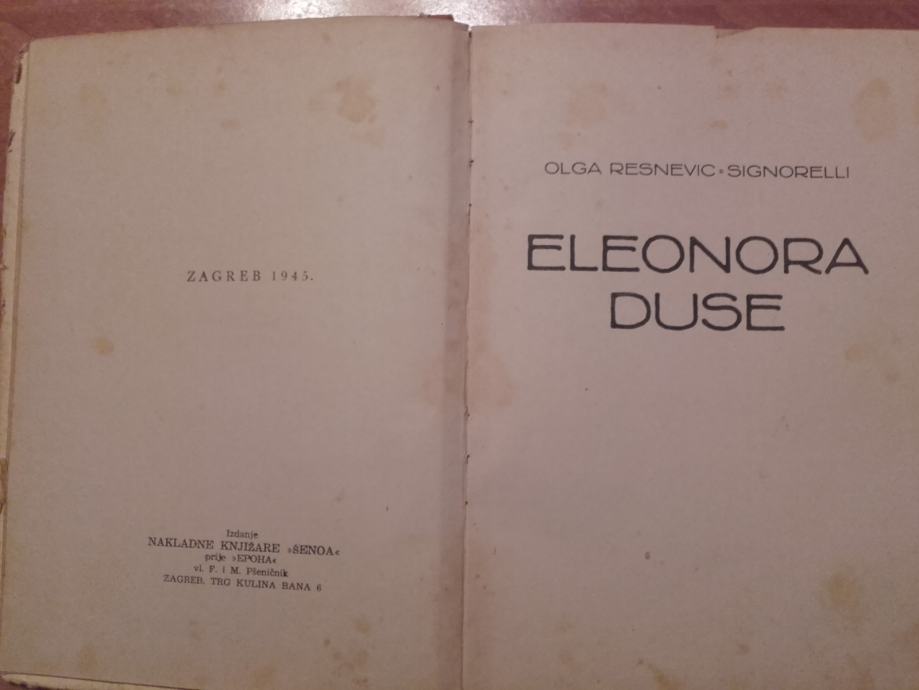 ZAGREB 1945.
Izdanje
NAKLADNE KNJIŽARE »ŠENOA«
prije »EPOHA«
vl. F. i M. Pšeničnik
ZAGREB, TRG KULINA BANA 6
OLGA RESNEVIC-SIGNORELLI
ELEONORA
DUSE